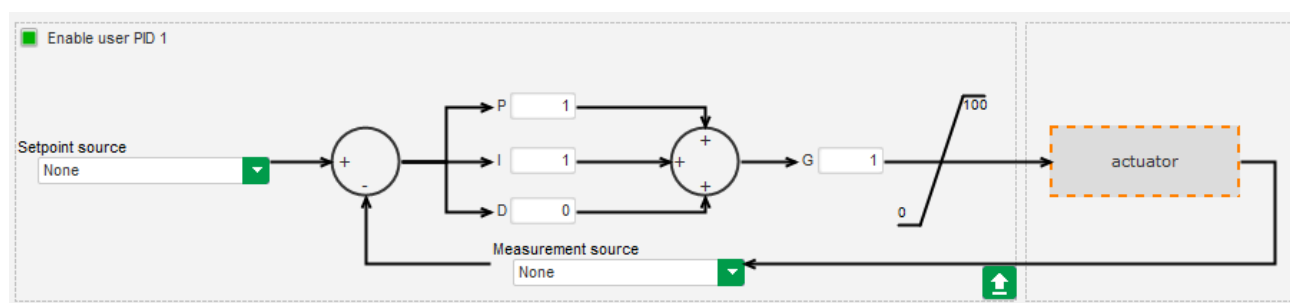 Enable user PID 1
P 1
100
Setpoint source
None
+
-
I 1
+
+
+
G 1
actuator
D 0
0
Measurement source
None